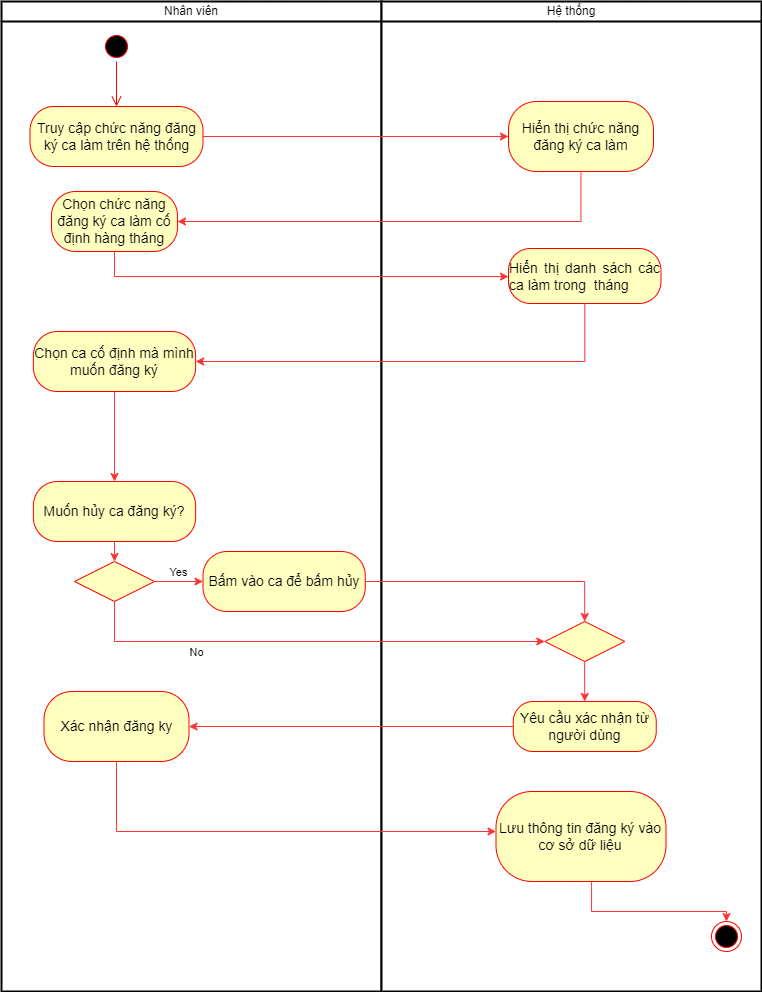 Nhân viên
Hệ thống
Truy cập chức năng đăng
ký ca làm trên hệ thống
Hiển thị chức năng
đăng ký ca làm
Chọn chức năng
đăng ký ca làm cố
định hàng tháng
Hiển thị danh sách các
ca làm trong tháng
Chọn ca cố định mà mình
muốn đăng ký
Muốn hủy ca đăng ký?
Yes
Bấm vào ca để bấm hủy
No
Yêu cầu xác nhận từ
người dùng
Xác nhận đăng ky
Lưu thông tin đăng ký vào
cơ sở dữ liệu